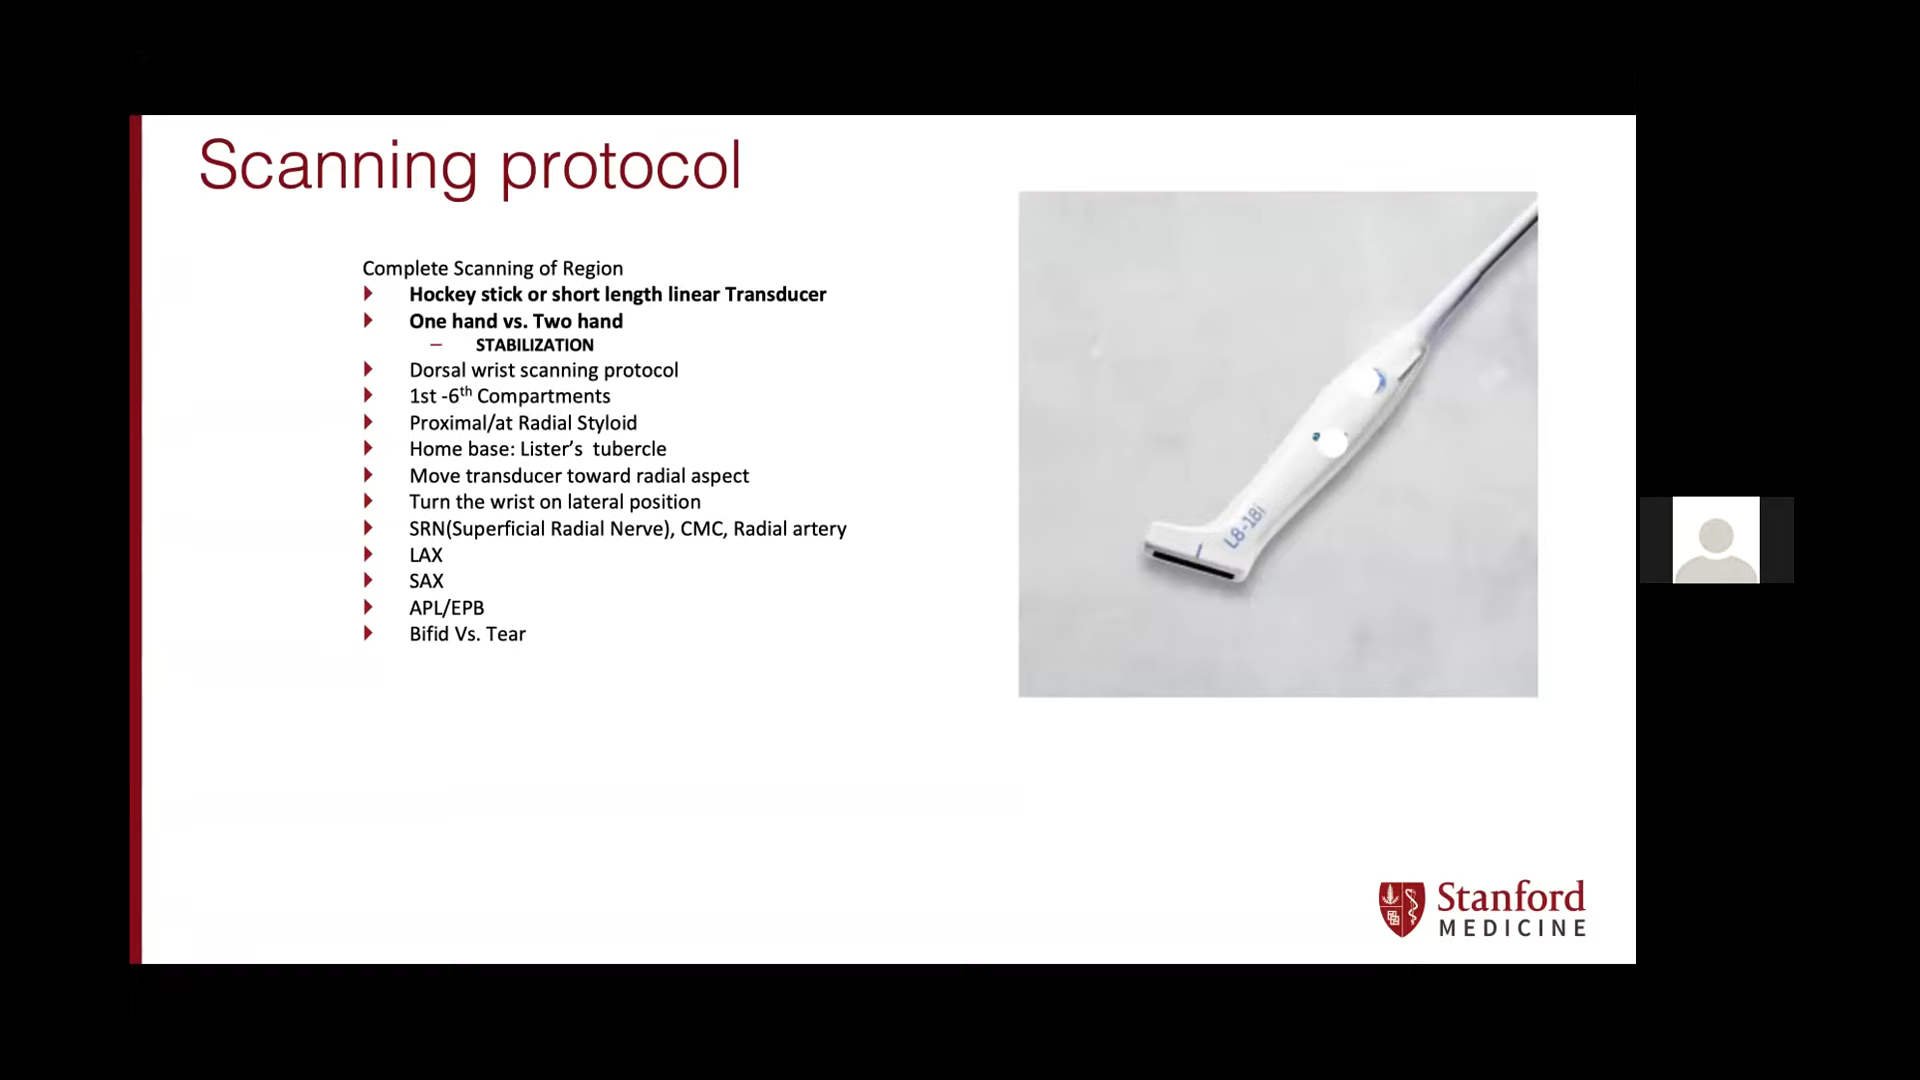 Scanning protocol
Complete Scanning of Region
Hockey stick or short length linear Transducer
One hand vs. Two hand
– STABILIZATION
Dorsal wrist scanning protocol
1st -6th Compartments
Proximal/at Radial Styloid
Home base: Lister’s  tubercle
Move transducer toward radial aspect
Turn the wrist on lateral position
SRN(Superficial Radial Nerve), CMC, Radial artery
LAX
SAX
APL/EPB
Bifid Vs. Tear
L8-18i
Stanford
MEDICINE